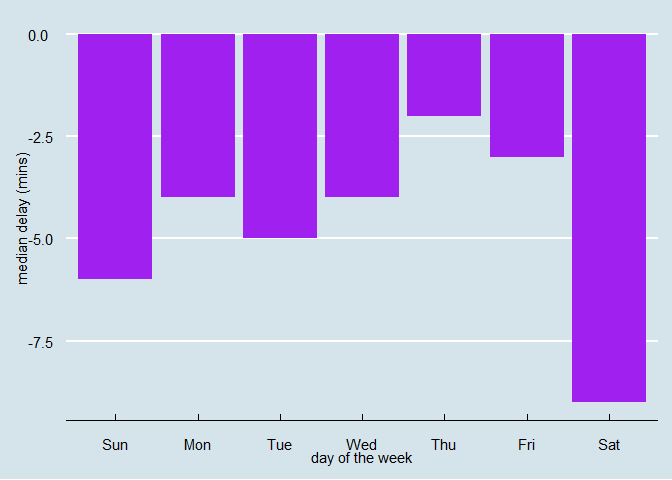 0.0
-2.5
-5.0
-7.5
median delay (mins)
Sun Mon Tue Wed Thu Fri Sat
day of the week